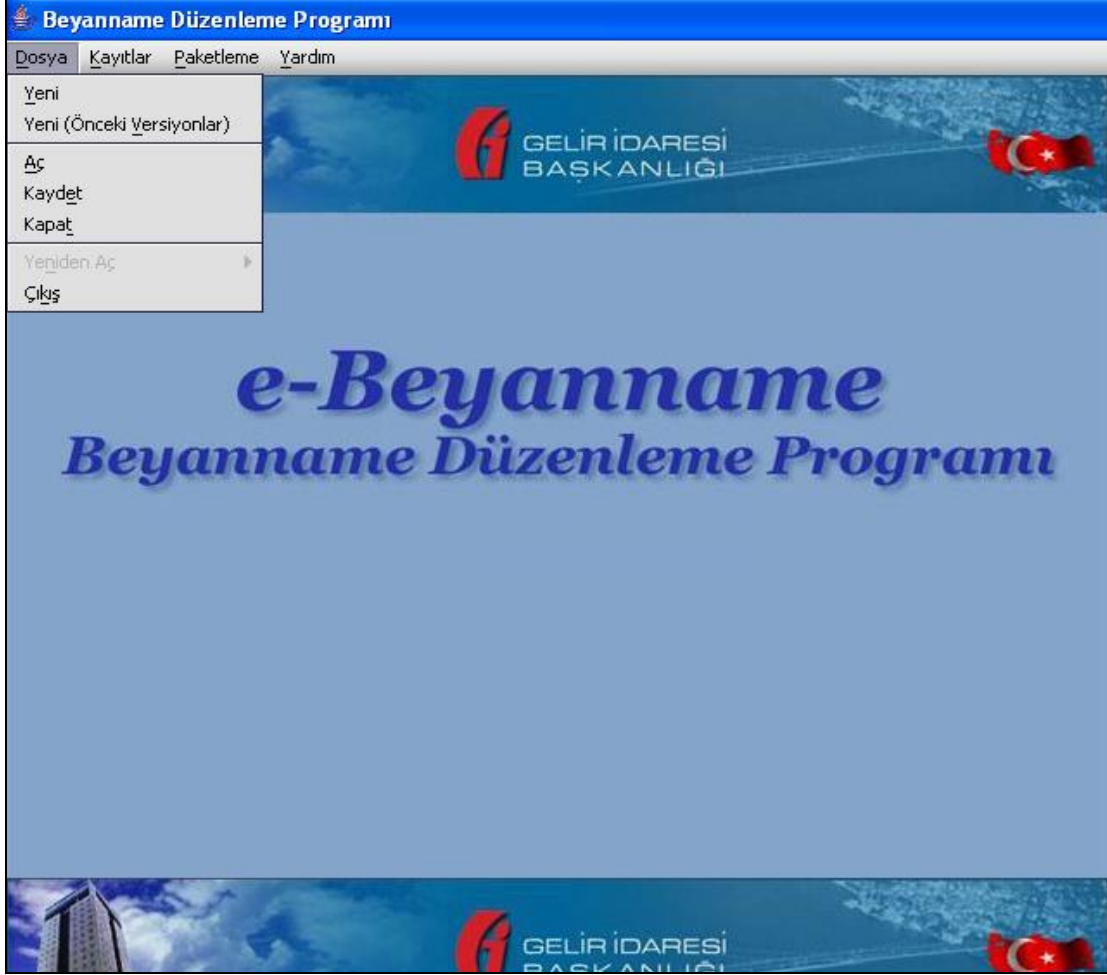 Beyanname Düzenleme Programı
Dosya Kayıtlar Paketleme Yardım
Yeni
Yeni (Önceki Versiyonlar)
Aç
Kaydet
Kapat
Yeniden Aç
Çıkış
GELİR İDARESİ
BAŞKANLIĞI
e-Beyanname
Beyanname Düzenleme Programı
GELİR İDARESİ
BAŞKANLIĞI